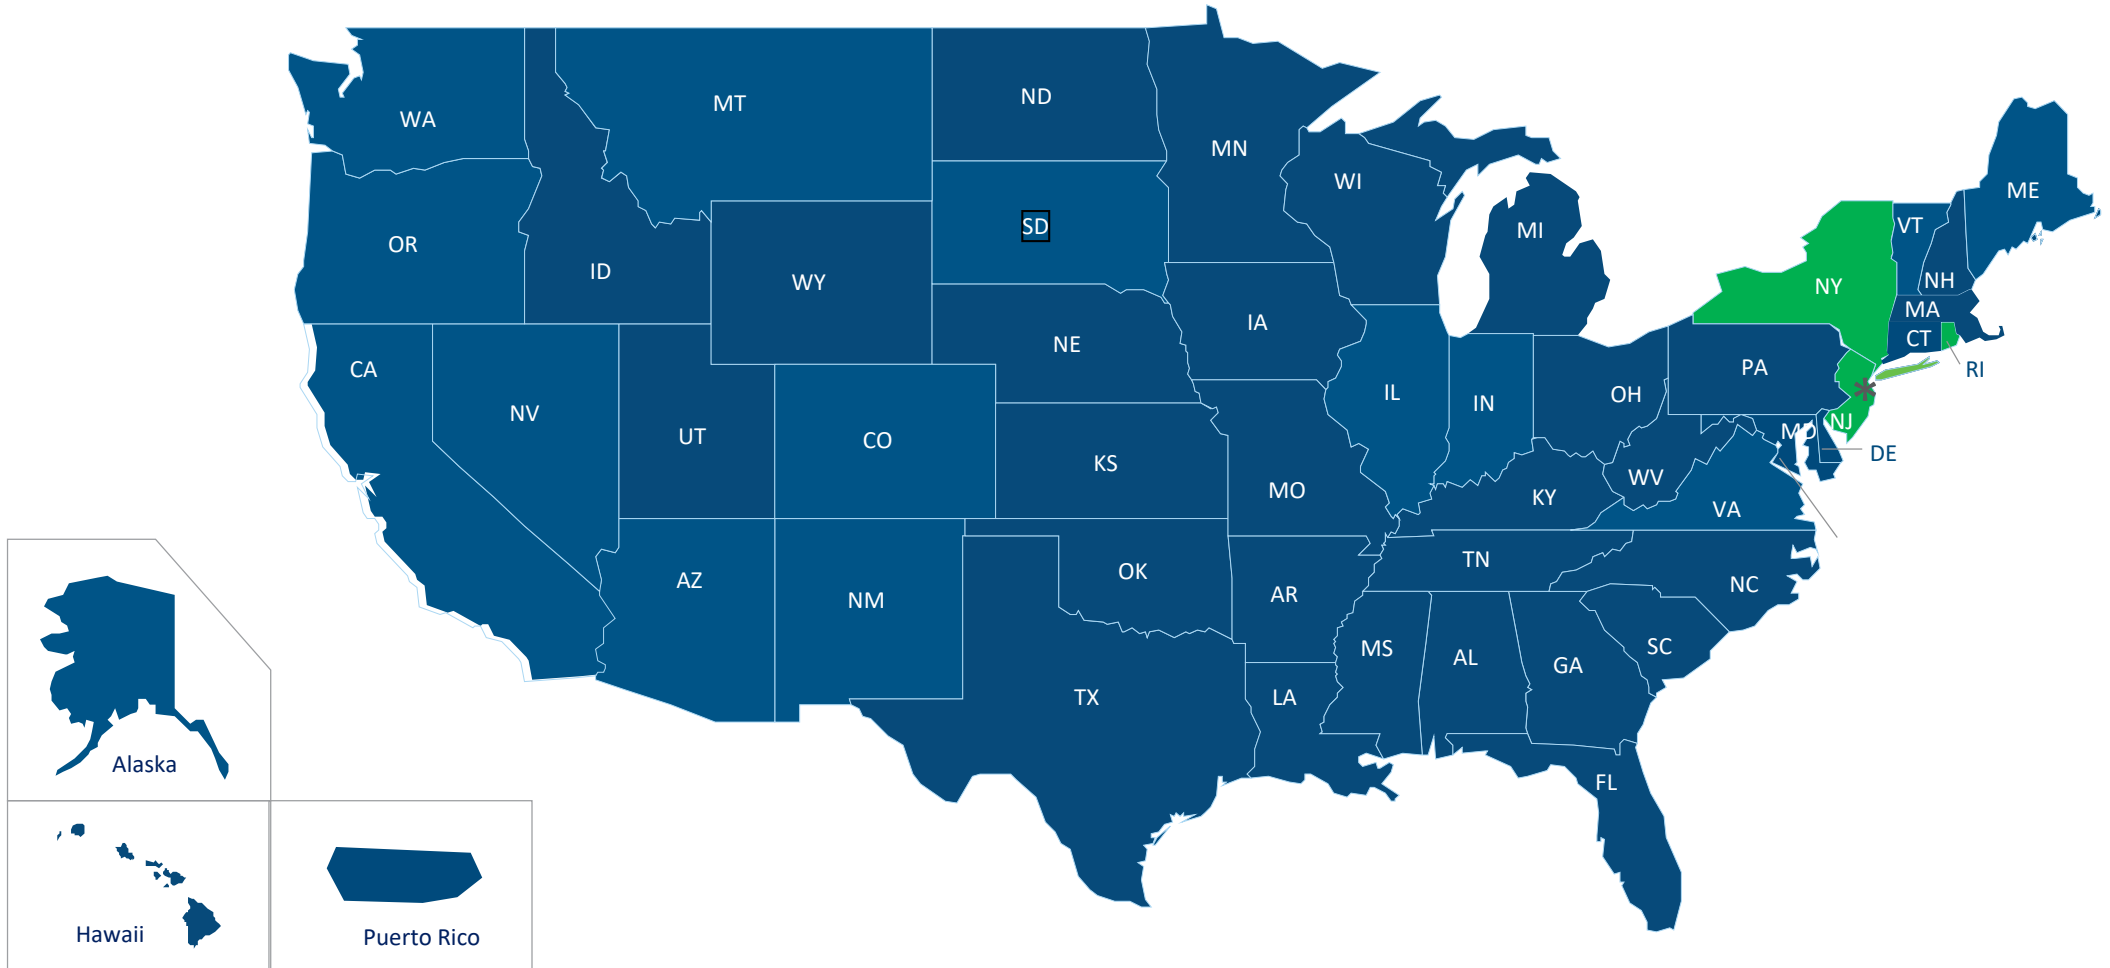 WA
MT
ND
MN
WI
MI
ME
VT
NH
NY
MA
CT
RI
OR
ID
WY
SD
IA
NE
PA
NJ
OH
MD
DE
CA
NV
UT
CO
KS
MO
IL
IN
WV
KY
VA
AZ
NM
OK
AR
TN
NC
SC
MS
AL
GA
TX
LA
FL
*
Alaska
Hawaii
Puerto Rico